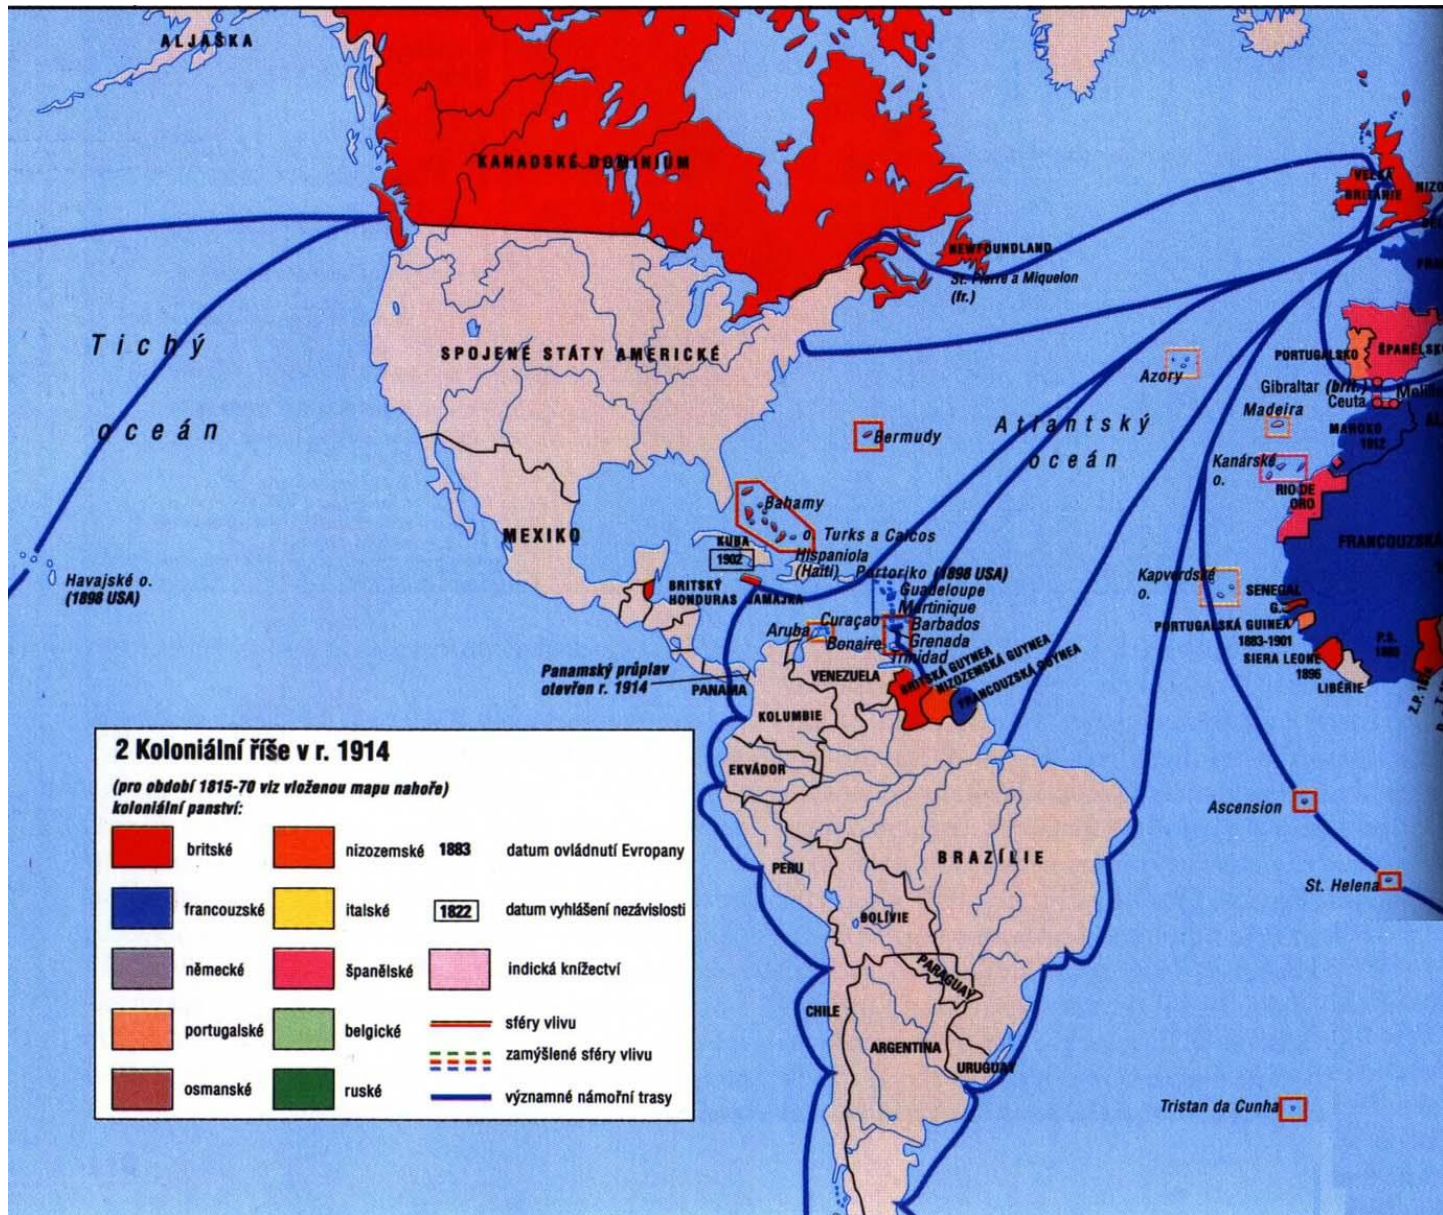 ALJAŠKA
KANADSKÉ DOMINIUM
VELKÁ
BRITÁNIE
NEWFOUNDLAND
St. Pierre a Miquelon
(fr.)
Tichý
oceán
SPOJENÉ STÁTY AMERICKÉ
PORTUGALSKO
Azory
Gibraltar (brit.)
Ceuta
Madeira
Atlantský
oceán
Bermudy
MAROKO
1912
Kanárské
o.
RIO DE
ORO
Bahamy
MEXIKO
o. Turks a Caicos
KUBA
1902
Hispaniola
(Haiti)
Havajské o.
(1898 USA)
BRITSKÝ
HONDURAS
JAMAJKA
Portoriko (1898 USA)
Guadeloupe
Martinique
Kapverdské
o.
SENEGAL
G.
Curaçao
Barbados
Aruba
Bonaire
Grenada
Trinidad
PORTUGALSKÁ GUINEA
1883-1901
SIERA LEONE
1896
LIBÉRIE
Panamský průplav
otevřen r. 1914
PANAMA
VENEZUELA
BRITSKÁ GUYNEA
NIZOZEMSKÁ GUYNEA
FRANCOUZSKÁ GUYNEA
KOLUMBIE
EKVÁDOR
Ascension
PERU
BRAZÍLIE
St. Helena
BOLÍVIE
PARAGUAY
CHILE
ARGENTINA
URUGUAY
Tristan da Cunha
2 Koloniální říše v r. 1914
(pro období 1815-70 viz vloženou mapu nahoře)
koloniální panství:
britské
nizozemské
1883 datum ovládnutí Evropany
francouzské
italské
1822 datum vyhlášení nezávislosti
německé
španělské
indická knížectví
portugalské
belgické
sféry vlivu
zamýšlené sféry vlivu
osmanské
ruské
významné námořní trasy